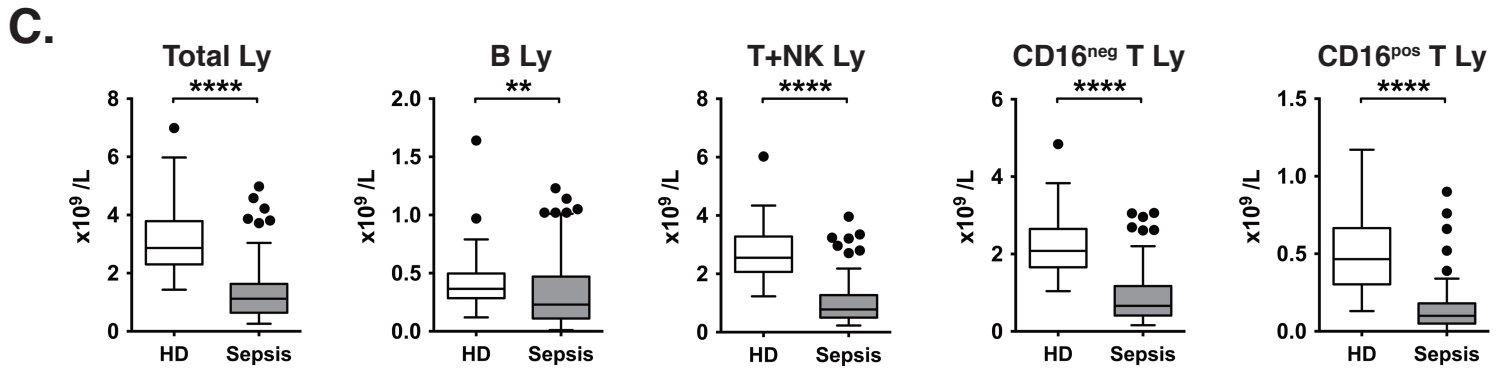 C.
Total Ly
****
x10⁹ /L
8
6
4
2
0
HD Sepsis
B Ly
**
x10⁹ /L
2.0
1.5
1.0
0.5
0.0
HD Sepsis
T+NK Ly
****
x10⁹ /L
8
6
4
2
0
HD Sepsis
CD16ⁿᵉᵍ T Ly
****
x10⁹ /L
6
4
2
0
HD Sepsis
CD16ᵖᵒˢ T Ly
****
x10⁹ /L
1.5
1.0
0.5
0.0
HD Sepsis